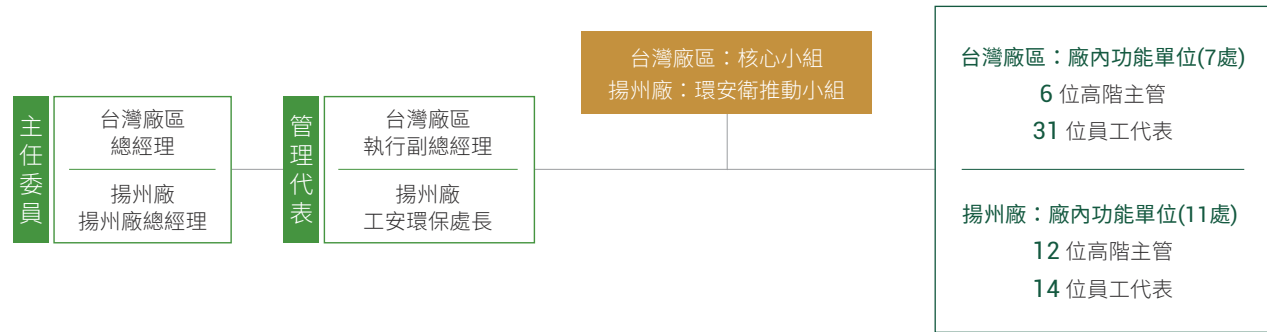 主任委員
台灣廠區
總經理
揚州廠
揚州廠總經理
管理代表
台灣廠區
執行副總經理
揚州廠
工安環保處長
台灣廠區：核心小組
揚州廠：環安衛推動小組
台灣廠區：廠內功能單位(7處)
6 位高階主管
31 位員工代表
揚州廠：廠內功能單位(11處)
12 位高階主管
14 位員工代表